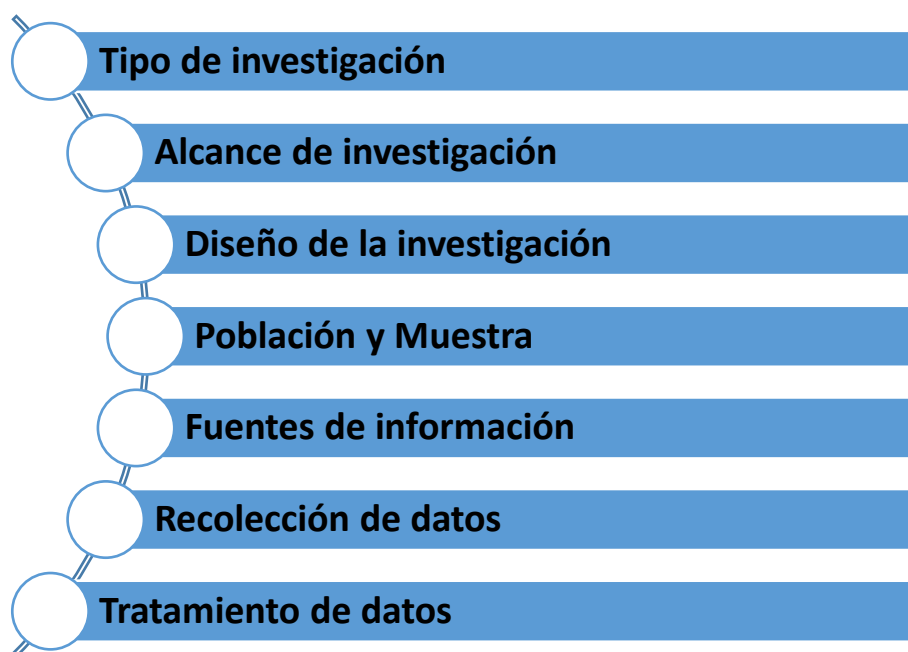 Tipo de investigación
Alcance de investigación
Diseño de la investigación
Población y Muestra
Fuentes de información
Recolección de datos
Tratamiento de datos